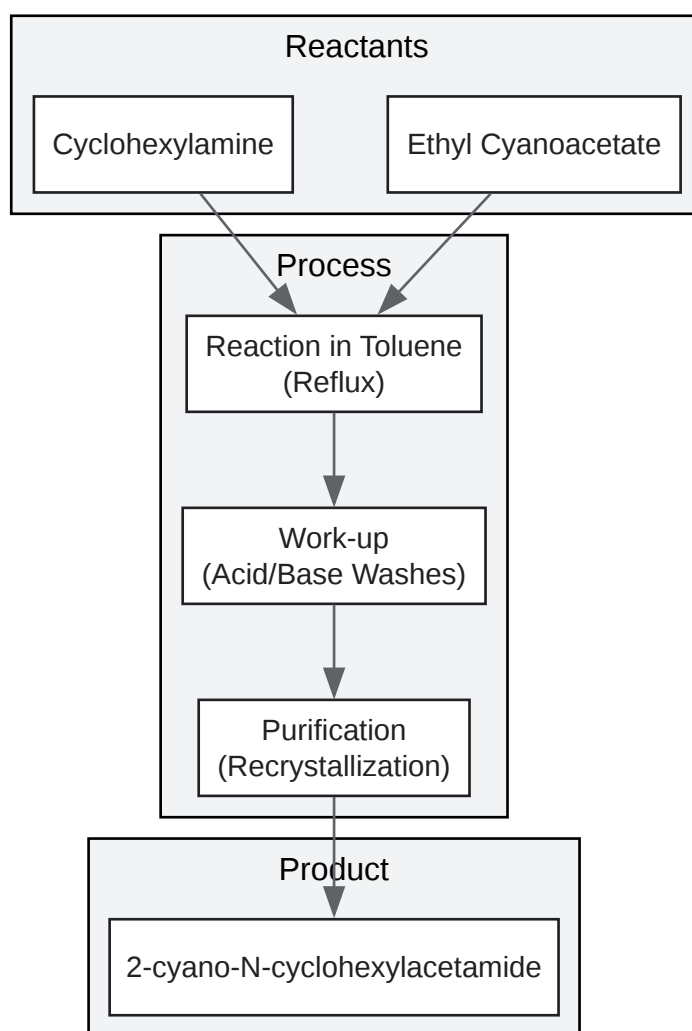 Reactants
Cyclohexylamine
Ethyl Cyanoacetate
Process
Reaction in Toluene
(Reflux)
Work-up
(Acid/Base Washes)
Purification
(Recrystallization)
Product
2-cyano-N-cyclohexylacetamide